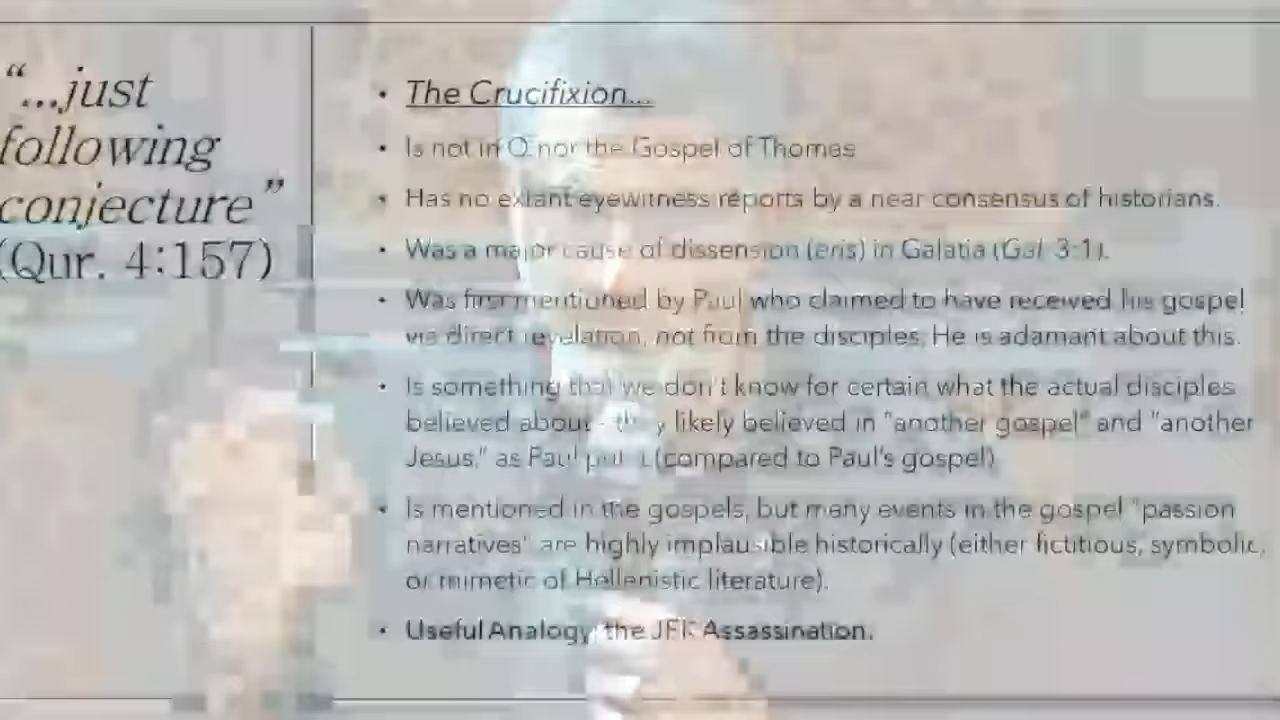 “...just
following
conjecture”
(Qur. 4:157)
• The Crucifixion...
• Is not in Q nor the Gospel of Thomas
• Has no extant eyewitness reports by a near consensus of historians.
• Was a major cause of dissension (eris) in Galatia (Gal 3:1).
• Was first mentioned by Paul who claimed to have received his gospel
via direct revelation, not from the disciples. He is adamant about this.
• Is something that we don't know for certain what the actual disciples
believed about - they likely believed in "another gospel" and "another
Jesus," as Paul put it (compared to Paul's gospel)
• Is mentioned in the gospels, but many events in the gospel "passion
narratives" are highly implausible historically (either fictitious, symbolic,
or mimetic of Hellenistic literature).
• Useful Analogy the JFK Assassination.